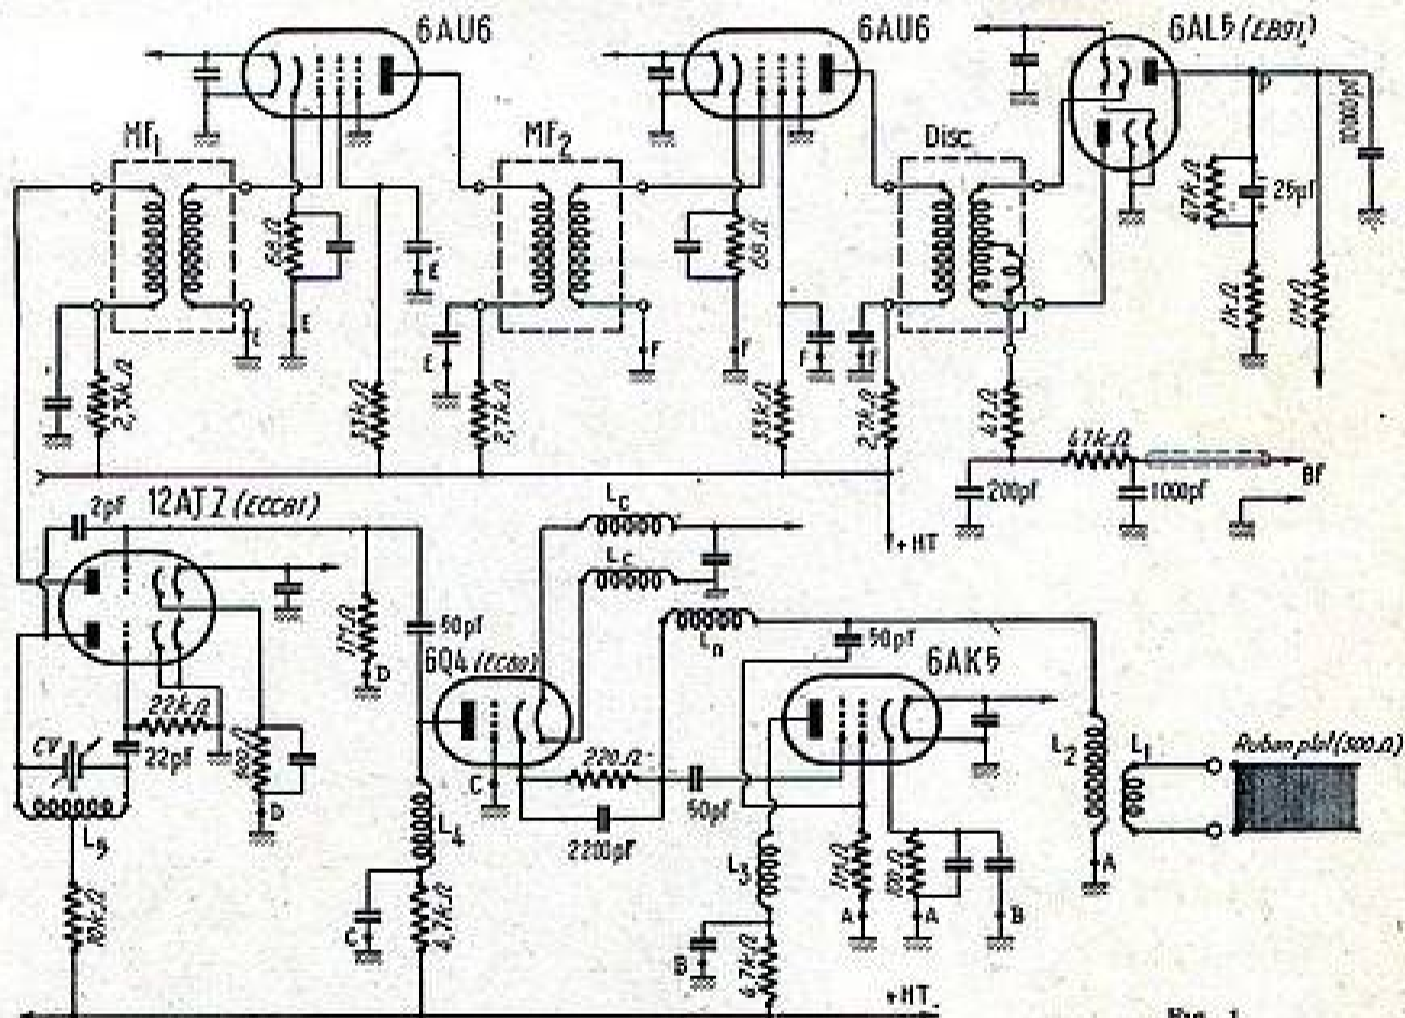 6AU6
6AU6
6AL5 (EB91)
MF1
MF2
Disc
P
10000pf
47kΩ
25pf
68Ω
68Ω
1kΩ
1MΩ
E
F
F
F
2,7kΩ
33kΩ
2,7kΩ
33kΩ
2,7kΩ
47Ω
47kΩ
BF
200pf
1000pf
+HT
2pf
12AT7 (ECC81)
Lc
Lc
1MΩ
D
50pf
6Q4 (EC80)
Ln
50pf
6AK5
22kΩ
CV
22pf
D
L5
10kΩ
C
220Ω
50pf
2200pf
L4
C
4,7kΩ
L3
B
4,7kΩ
1MΩ
100Ω
A
A
B
L2
L1
A
Ruban plat (300Ω)
+HT
Fig. 1